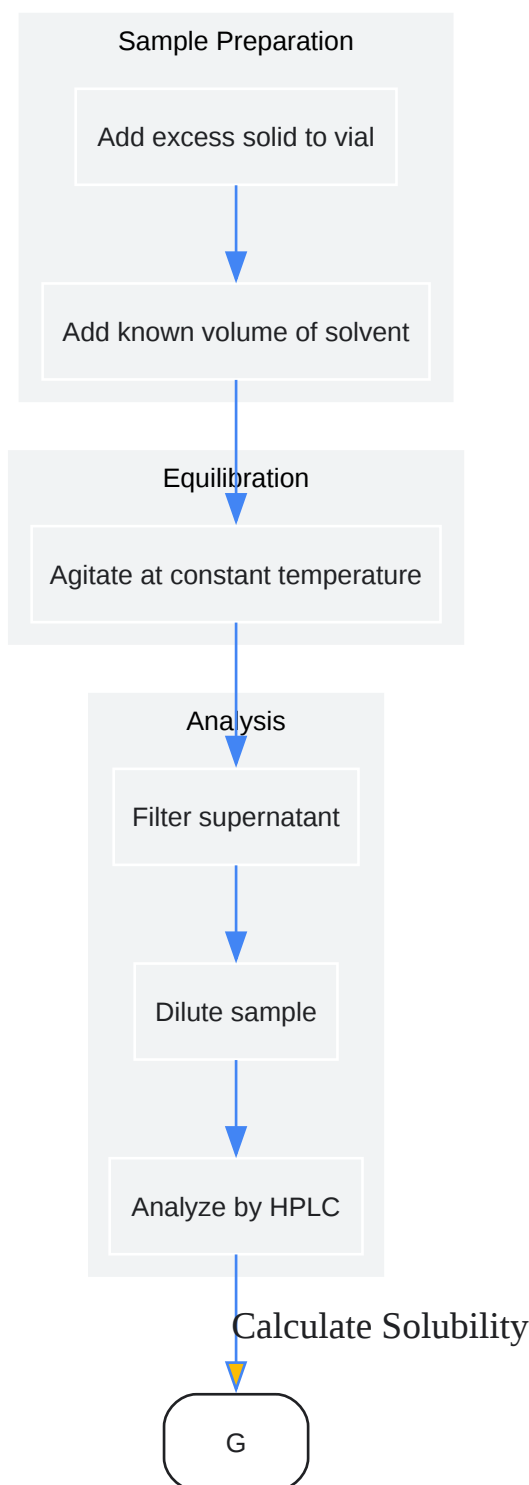 Sample Preparation
Add excess solid to vial
Add known volume of solvent
Equilibration
Agitate at constant temperature
Analysis
Filter supernatant
Dilute sample
Analyze by HPLC
Calculate Solubility
G